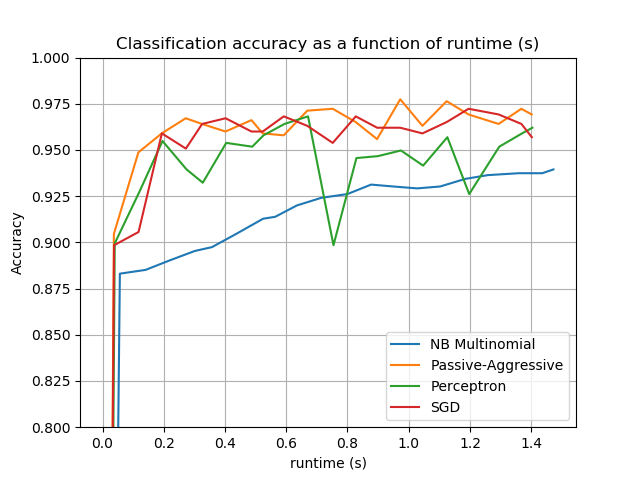 Classification accuracy as a function of runtime (s)
1.000
0.975
0.950
0.925
0.900
0.875
0.850
0.825
0.800
Accuracy
NB Multinomial
Passive-Aggressive
Perceptron
SGD
0.0 0.2 0.4 0.6 0.8 1.0 1.2 1.4
runtime (s)